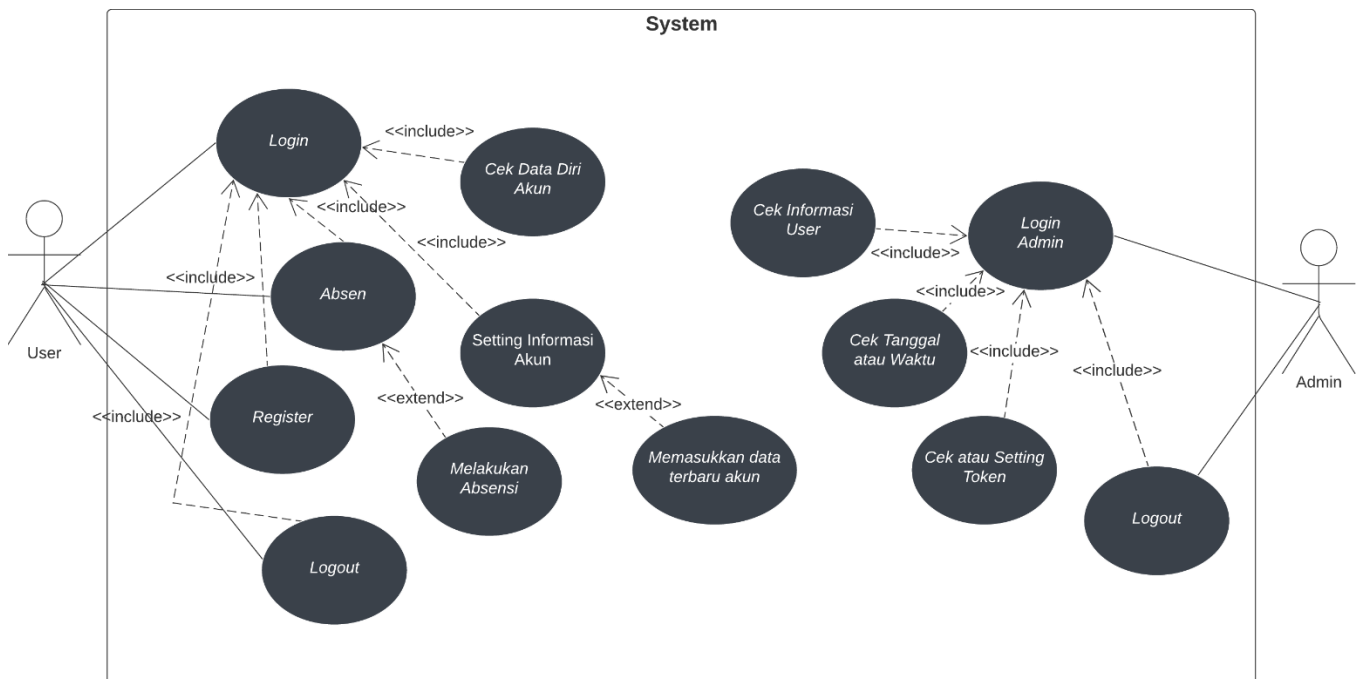 System
Login
<<include>>
Cek Data Diri
Akun
<<include>>
<<include>>
<<include>>
<<include>>
Absen
Setting Informasi
Akun
<<extend>>
<<extend>>
Register
Melakukan
Absensi
Memasukkan data
terbaru akun
Logout
User
Cek Informasi
User
<<include>>
Login
Admin
<<include>>
Cek Tanggal
atau Waktu
<<include>>
<<include>>
Cek atau Setting
Token
Logout
Admin